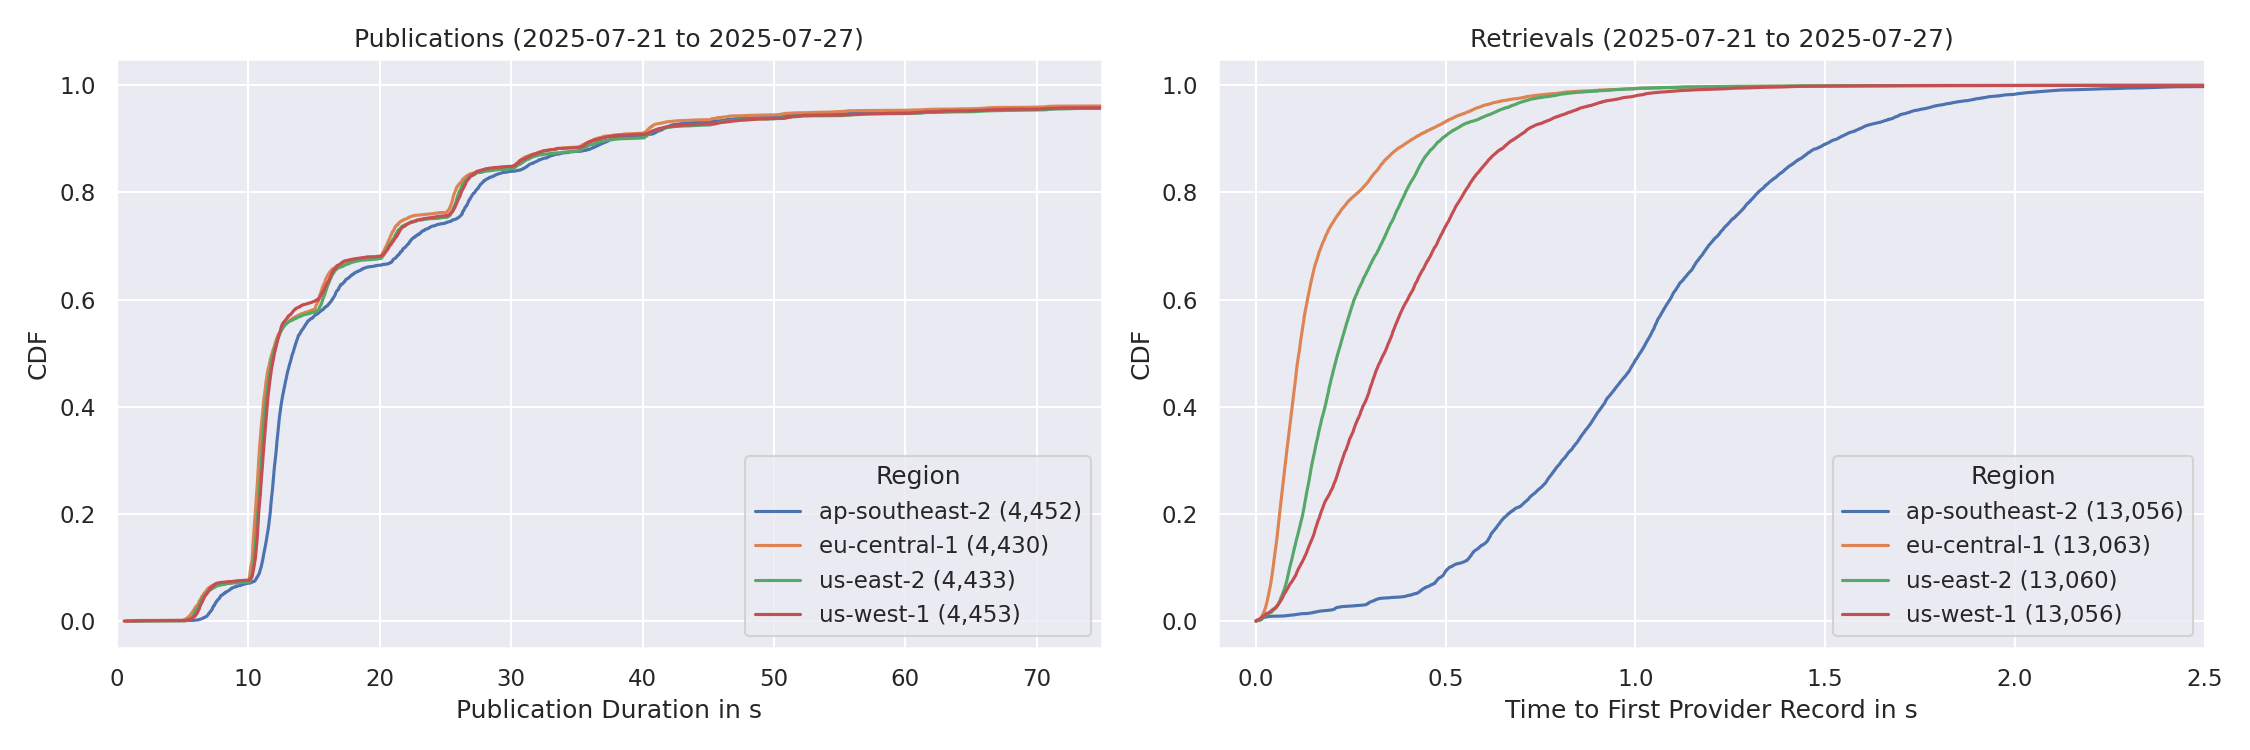 Publications (2025-07-21 to 2025-07-27)
1.0
0.8
0.6
0.4
0.2
0.0
CDF
0 10 20 30 40 50 60 70
Publication Duration in s
Region
ap-southeast-2 (4,452)
eu-central-1 (4,430)
us-east-2 (4,433)
us-west-1 (4,453)
Retrievals (2025-07-21 to 2025-07-27)
1.0
0.8
0.6
0.4
0.2
0.0
CDF
0.0 0.5 1.0 1.5 2.0 2.5
Time to First Provider Record in s
Region
ap-southeast-2 (13,056)
eu-central-1 (13,063)
us-east-2 (13,060)
us-west-1 (13,056)